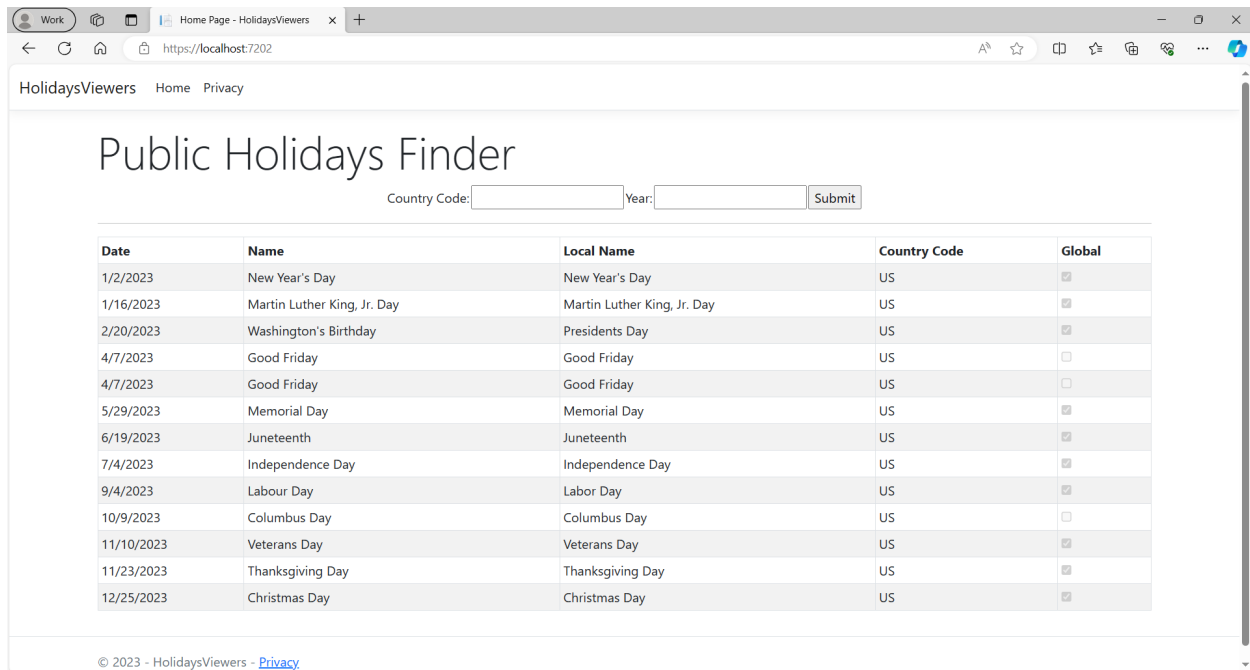 Work
Home Page - HolidaysViewers
https://localhost:7202
HolidaysViewers Home Privacy
Public Holidays Finder
Country Code: Year: Submit
Date Name Local Name Country Code Global
1/2/2023 New Year's Day New Year's Day US
1/16/2023 Martin Luther King, Jr. Day Martin Luther King, Jr. Day US
2/20/2023 Washington's Birthday Presidents Day US
4/7/2023 Good Friday Good Friday US
4/7/2023 Good Friday Good Friday US
5/29/2023 Memorial Day Memorial Day US
6/19/2023 Juneteenth Juneteenth US
7/4/2023 Independence Day Independence Day US
9/4/2023 Labour Day Labor Day US
10/9/2023 Columbus Day Columbus Day US
11/10/2023 Veterans Day Veterans Day US
11/23/2023 Thanksgiving Day Thanksgiving Day US
12/25/2023 Christmas Day Christmas Day US
© 2023 - HolidaysViewers - Privacy